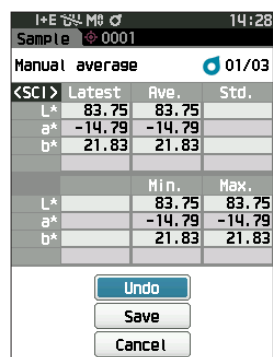 I+E M0 14:28
Sample 0001
Manual average 01/03
<SCI> Latest Ave. Std.
L* 83.75 83.75
a* -14.79 -14.79
b* 21.83 21.83
Min. Max.
L* 83.75 83.75
a* -14.79 -14.79
b* 21.83 21.83
Undo
Save
Cancel